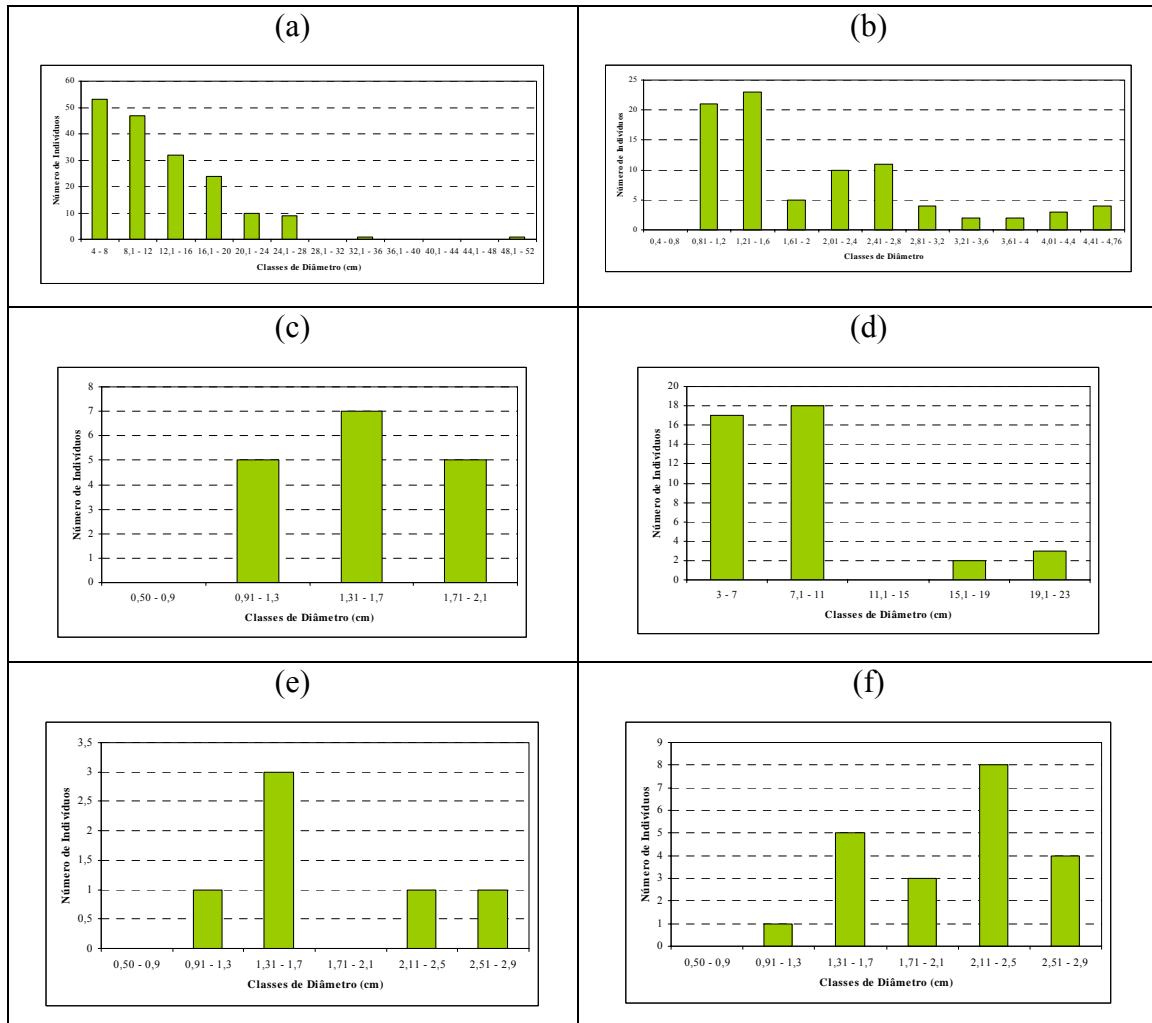 (a)
Número de Indivíduos
60
50
40
30
20
10
0
4 - 8 8,1 - 12 12,1 - 16 16,1 - 20 20,1 - 24 24,1 - 28 28,1 - 32 32,1 - 36 36,1 - 40 40,1 - 44 44,1 - 48 48,1 - 52
Classes de Diâmetro (cm)
(b)
Número de Indivíduos
25
20
15
10
5
0
0,4 - 0,8 0,81 - 1,2 1,21 - 1,6 1,61 - 2 2,01 - 2,4 2,41 - 2,8 2,81 - 3,2 3,21 - 3,6 3,61 - 4 4,01 - 4,4 4,41 - 4,76
Classes de Diâmetro
(c)
Número de Indivíduos
8
7
6
5
4
3
2
1
0
0,50 - 0,9 0,91 - 1,3 1,31 - 1,7 1,71 - 2,1
Classes de Diâmetro (cm)
(d)
Número de Indivíduos
20
18
16
14
12
10
8
6
4
2
0
3 - 7 7,1 - 11 11,1 - 15 15,1 - 19 19,1 - 23
Classes de Diâmetro (cm)
(e)
Número de Indivíduos
3,5
3
2,5
2
1,5
1
0,5
0
0,50 - 0,9 0,91 - 1,3 1,31 - 1,7 1,71 - 2,1 2,11 - 2,5 2,51 - 2,9
Classes de Diâmetro (cm)
(f)
Número de Indivíduos
9
8
7
6
5
4
3
2
1
0
0,50 - 0,9 0,91 - 1,3 1,31 - 1,7 1,71 - 2,1 2,11 - 2,5 2,51 - 2,9
Classes de Diâmetro (cm)